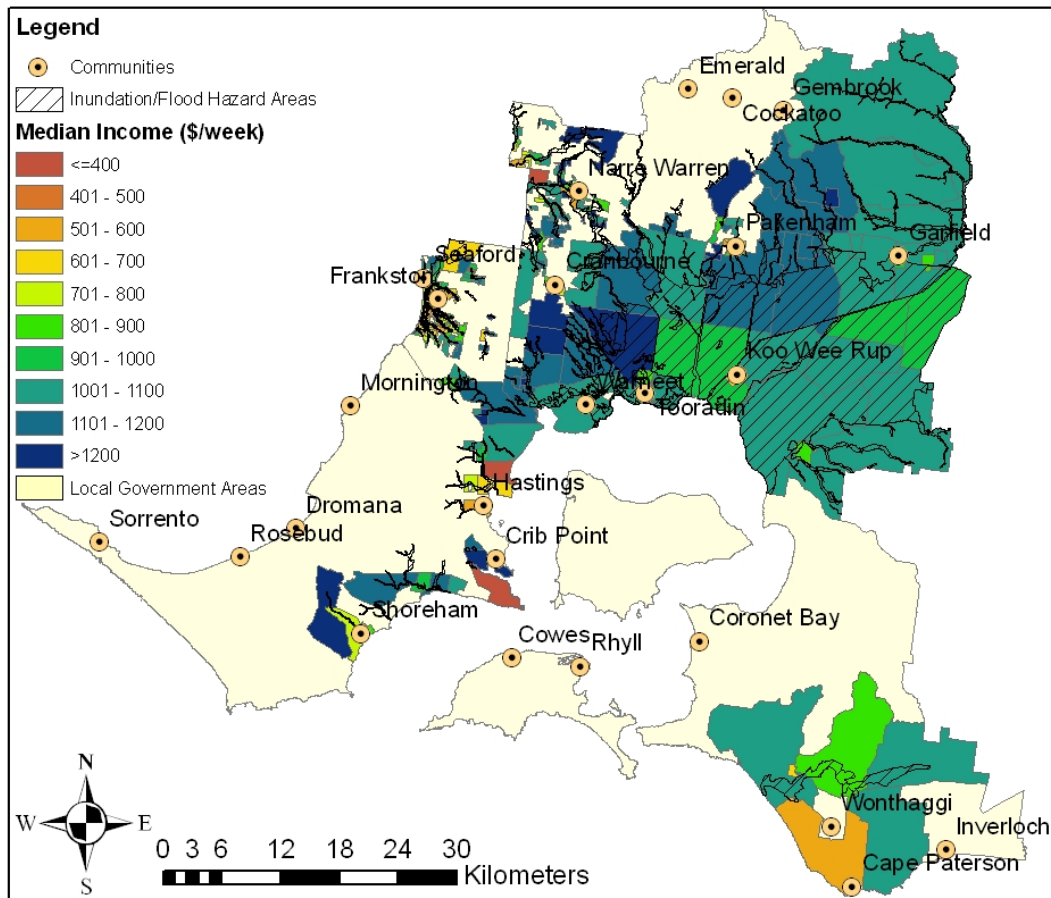 Legend
Communities
Inundation/Flood Hazard Areas
Median Income ($/week)
<=400
401 - 500
501 - 600
601 - 700
701 - 800
801 - 900
901 - 1000
1001 - 1100
1101 - 1200
>1200
Local Government Areas
Emerald
Gembrook
Cockatoo
Narre Warren
Pakenham
Garfield
Seaford
Cranbourne
Frankston
Koo Wee Rup
Mornington
Warneet
Tooradin
Hastings
Dromana
Sorrento
Rosebud
Crib Point
Shoreham
Coronet Bay
Cowes
Rhyll
Wonthaggi
Inverloch
Cape Paterson
N
W E
S
0 3 6 12 18 24 30
Kilometers